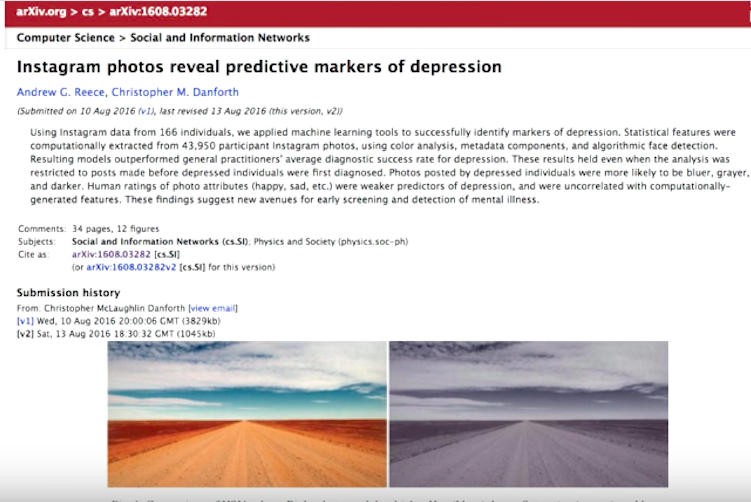 arXiv.org > cs > arXiv:1608.03282
Computer Science > Social and Information Networks
Instagram photos reveal predictive markers of depression
Andrew G. Reece, Christopher M. Danforth
(Submitted on 10 Aug 2016 (v1), last revised 13 Aug 2016 (this version, v2))
Using Instagram data from 166 individuals, we applied machine learning tools to successfully identify markers of depression. Statistical features were
computationally extracted from 43,950 participant Instagram photos, using color analysis, metadata components, and algorithmic face detection.
Resulting models outperformed general practitioners' average diagnostic success rate for depression. These results held even when the analysis was
restricted to posts made before depressed individuals were first diagnosed. Photos posted by depressed individuals were more likely to be bluer, grayer,
and darker. Human ratings of photo attributes (happy, sad, etc.) were weaker predictors of depression, and were uncorrelated with computationally-
generated features. These findings suggest new avenues for early screening and detection of mental illness.
Comments: 34 pages, 12 figures
Subjects: Social and Information Networks (cs.SI); Physics and Society (physics.soc-ph)
Cite as: arXiv:1608.03282 [cs.SI]
(or arXiv:1608.03282v2 [cs.SI] for this version)
Submission history
From: Christopher McLaughlin Danforth [view email]
[v1] Wed, 10 Aug 2016 20:00:06 GMT (3829kb)
[v2] Sat, 13 Aug 2016 18:30:32 GMT (1045kb)